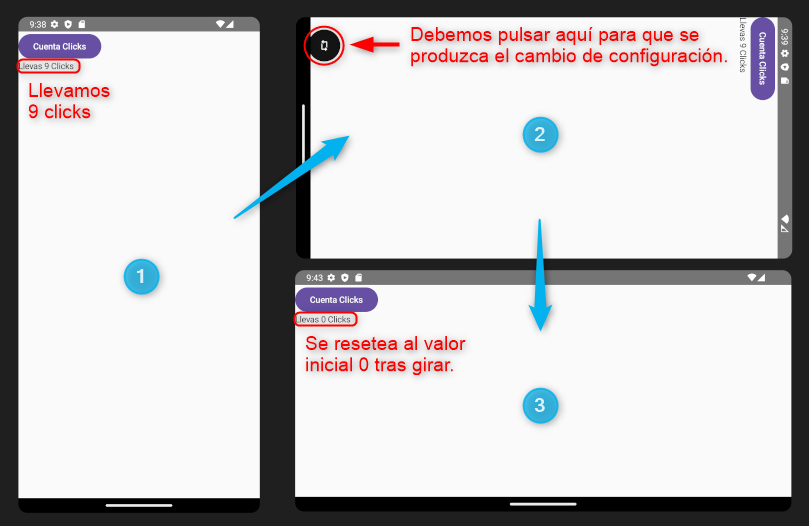 9:38
Cuenta Clicks
Llevas 9 Clicks
Llevamos
9 clicks
1
Debemos pulsar aquí para que se
produzca el cambio de configuración.
9:39
Cuenta Clicks
Llevas 9 Clicks
2
9:43
Cuenta Clicks
Llevas 0 Clicks
Se resetea al valor
inicial 0 tras girar.
3